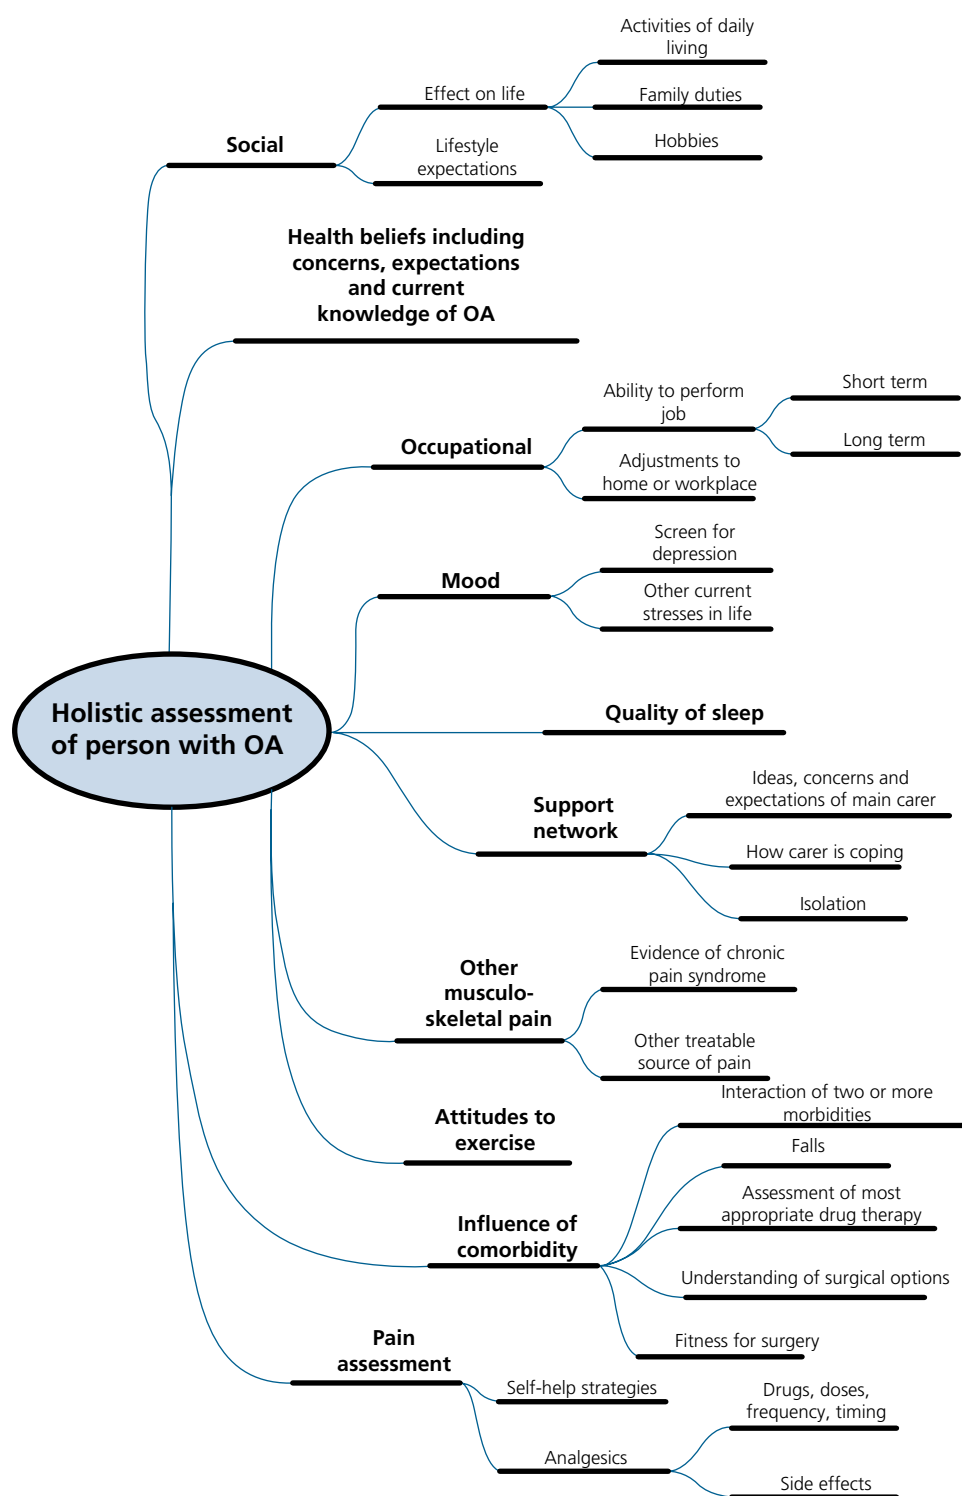 Activities of daily
living
Effect on life
Family duties
Social
Lifestyle
expectations
Hobbies
Health beliefs including
concerns, expectations
and current
knowledge of OA
Ability to perform
job
Short term
Occupational
Long term
Adjustments to
home or workplace
Screen for
depression
Mood
Other current
stresses in life
Holistic assessment
of person with OA
Quality of sleep
Support
network
Ideas, concerns and
expectations of main carer
How carer is coping
Isolation
Other
musculo-
skeletal pain
Evidence of chronic
pain syndrome
Other treatable
source of pain
Attitudes to
exercise
Interaction of two or more
morbidities
Falls
Influence of
comorbidity
Assessment of most
appropriate drug therapy
Understanding of surgical options
Fitness for surgery
Pain
assessment
Self-help strategies
Drugs, doses,
frequency, timing
Analgesics
Side effects